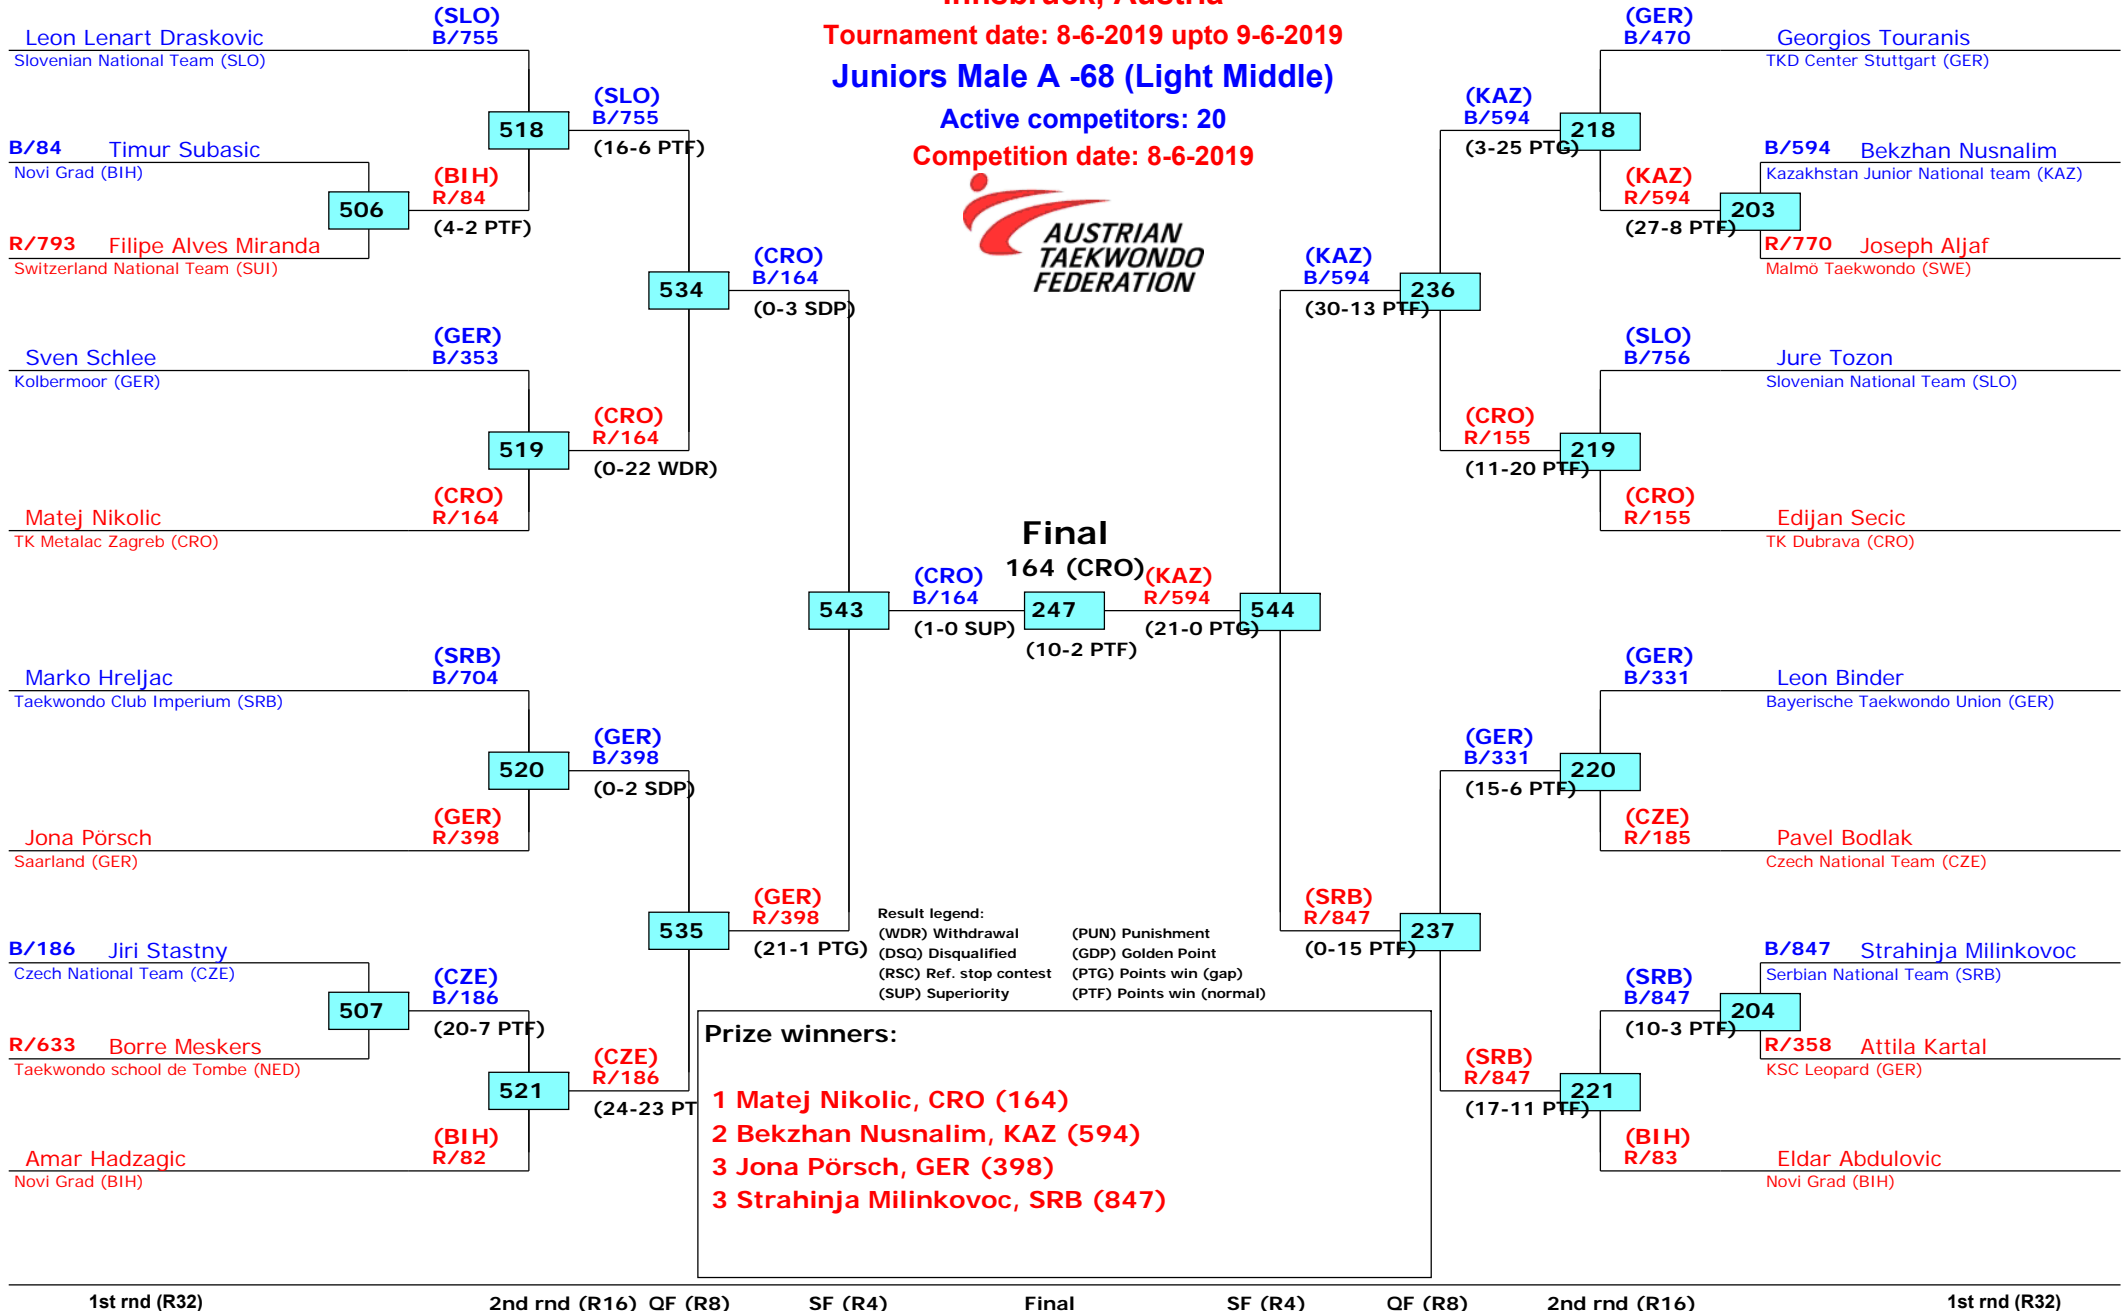 Innsbruck, Austria
Tournament date: 8-6-2019 upto 9-6-2019
Juniors Male A -68 (Light Middle)
Active competitors: 20
Competition date: 8-6-2019
AUSTRIAN
TAEKWONDO
FEDERATION
Leon Lenart Draskovic
Slovenian National Team (SLO)
(SLO)
B/755
B/84 Timur Subasic
Novi Grad (BIH)
506
R/793 Filipe Alves Miranda
Switzerland National Team (SUI)
(BIH)
R/84
(4-2 PTF)
518
(SLO)
B/755
(16-6 PTF)
Sven Schlee
Kolbermoor (GER)
(GER)
B/353
519
Matej Nikolic
TK Metalac Zagreb (CRO)
(CRO)
R/164
(CRO)
R/164
(0-22 WDR)
534
(CRO)
B/164
(0-3 SDP)
Marko Hreljac
Taekwondo Club Imperium (SRB)
(SRB)
B/704
520
Jona Pörsch
Saarland (GER)
(GER)
R/398
(GER)
B/398
(0-2 SDP)
B/186 Jiri Stastny
Czech National Team (CZE)
507
R/633 Borre Meskers
Taekwondo school de Tombe (NED)
(CZE)
B/186
(20-7 PTF)
521
Amar Hadzagic
Novi Grad (BIH)
(BIH)
R/82
(CZE)
R/186
(24-23 PT
535
(GER)
R/398
(21-1 PTG)
543
(CRO)
B/164
(1-0 SUP)
Final
164 (CRO)
247
(10-2 PTF)
(KAZ)
R/594
(21-0 PTG)
544
(KAZ)
B/594
(30-13 PTF)
236
(KAZ)
B/594
(3-25 PTG)
218
(GER)
B/470
Georgios Touranis
TKD Center Stuttgart (GER)
(KAZ)
R/594
(27-8 PTF)
203
B/594 Bekzhan Nusnalim
Kazakhstan Junior National team (KAZ)
R/770 Joseph Aljaf
Malmö Taekwondo (SWE)
(CRO)
R/155
(11-20 PTF)
219
(SLO)
B/756
Jure Tozon
Slovenian National Team (SLO)
(CRO)
R/155
Edijan Secic
TK Dubrava (CRO)
(SRB)
R/847
(0-15 PTF)
237
(GER)
B/331
(15-6 PTF)
220
(GER)
B/331
Leon Binder
Bayerische Taekwondo Union (GER)
(CZE)
R/185
Pavel Bodlak
Czech National Team (CZE)
(SRB)
R/847
(17-11 PTF)
221
(SRB)
B/847
(10-3 PTF)
204
B/847 Strahinja Milinkovoc
Serbian National Team (SRB)
R/358 Attila Kartal
KSC Leopard (GER)
(BIH)
R/83
Eldar Abdulovic
Novi Grad (BIH)
Result legend:
(WDR) Withdrawal (PUN) Punishment
(DSQ) Disqualified (GDP) Golden Point
(RSC) Ref. stop contest (PTG) Points win (gap)
(SUP) Superiority (PTF) Points win (normal)
Prize winners:
1 Matej Nikolic, CRO (164)
2 Bekzhan Nusnalim, KAZ (594)
3 Jona Pörsch, GER (398)
3 Strahinja Milinkovoc, SRB (847)
1st rnd (R32) 2nd rnd (R16) QF (R8) SF (R4) Final SF (R4) QF (R8) 2nd rnd (R16) 1st rnd (R32)